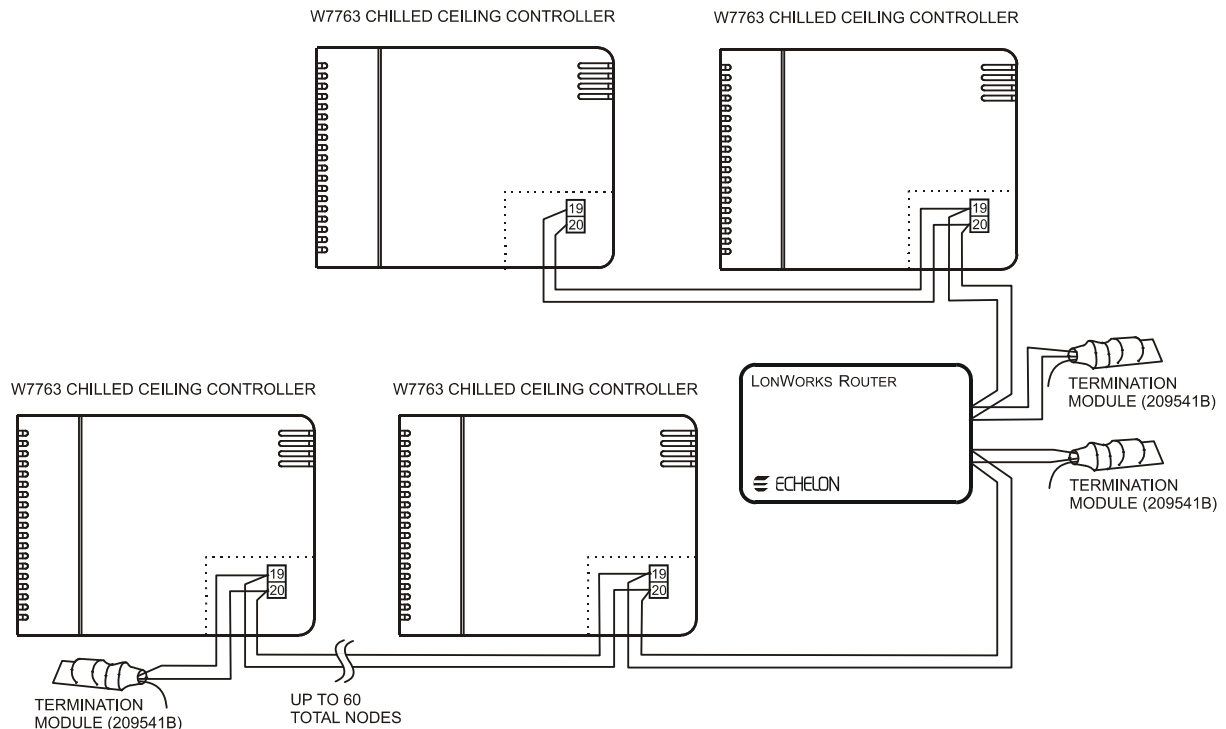 W7763 CHILLED CEILING CONTROLLER
W7763 CHILLED CEILING CONTROLLER
19
20
19
20
W7763 CHILLED CEILING CONTROLLER
W7763 CHILLED CEILING CONTROLLER
LONWORKS ROUTER
ECHELON
TERMINATION
MODULE (209541B)
TERMINATION
MODULE (209541B)
19
20
19
20
TERMINATION
MODULE (209541B)
UP TO 60
TOTAL NODES